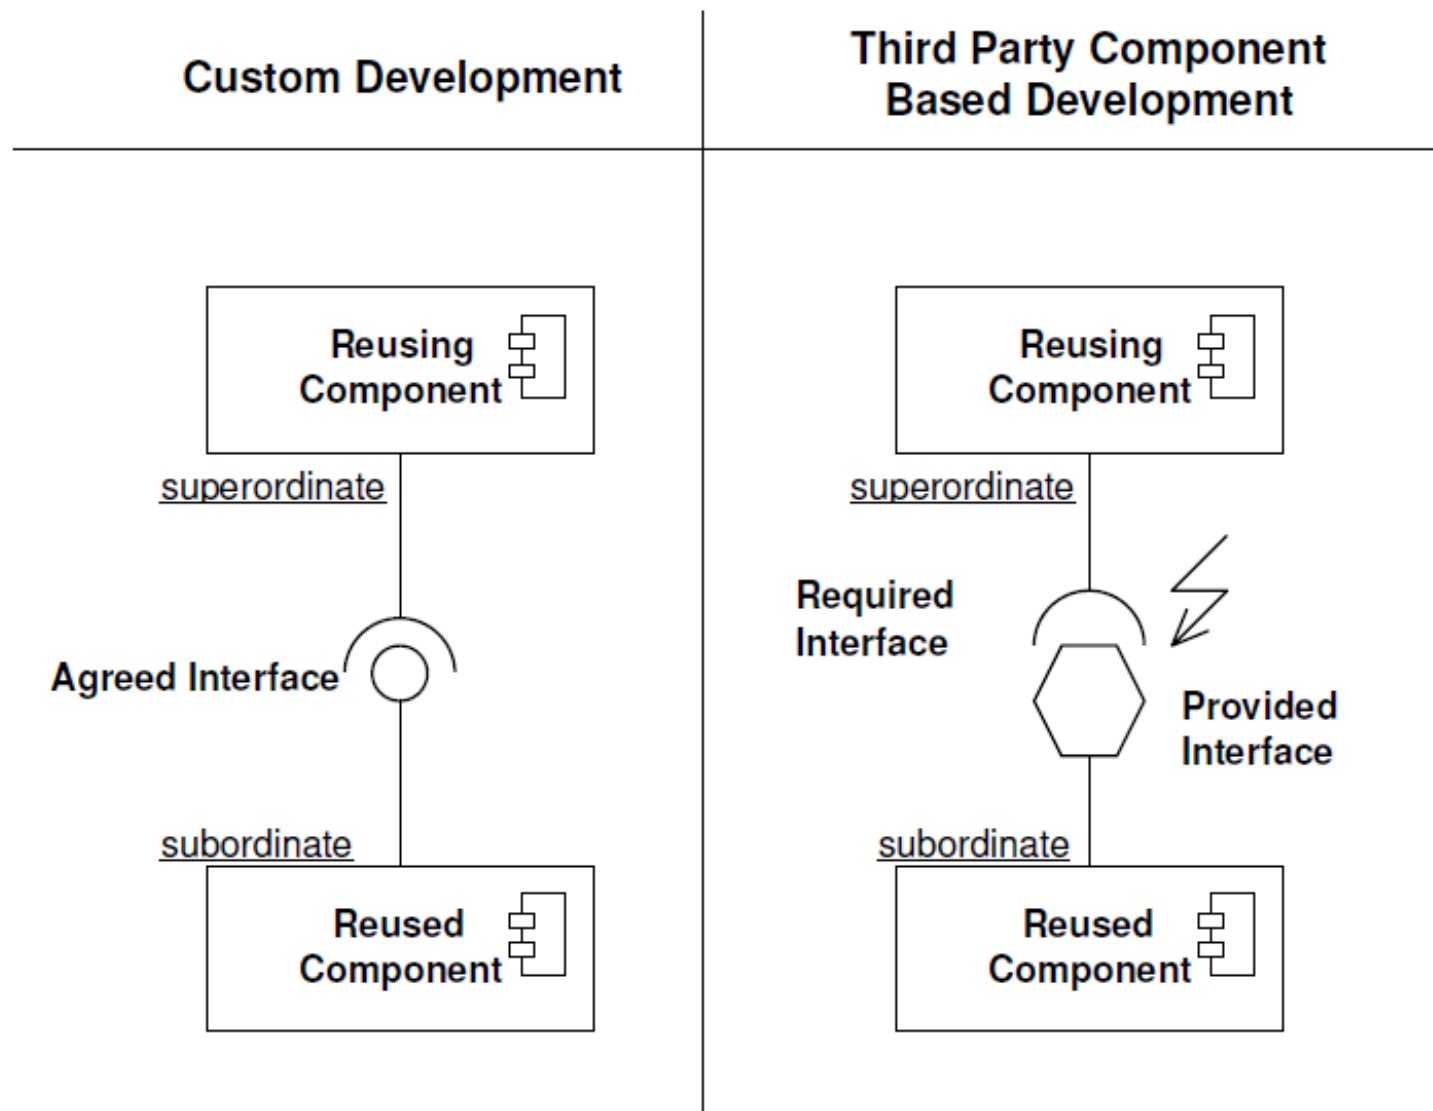 Custom Development
Third Party Component
Based Development
Reusing
Component
superordinate
Agreed Interface
subordinate
Reused
Component
Reusing
Component
superordinate
Required
Interface
Provided
Interface
subordinate
Reused
Component